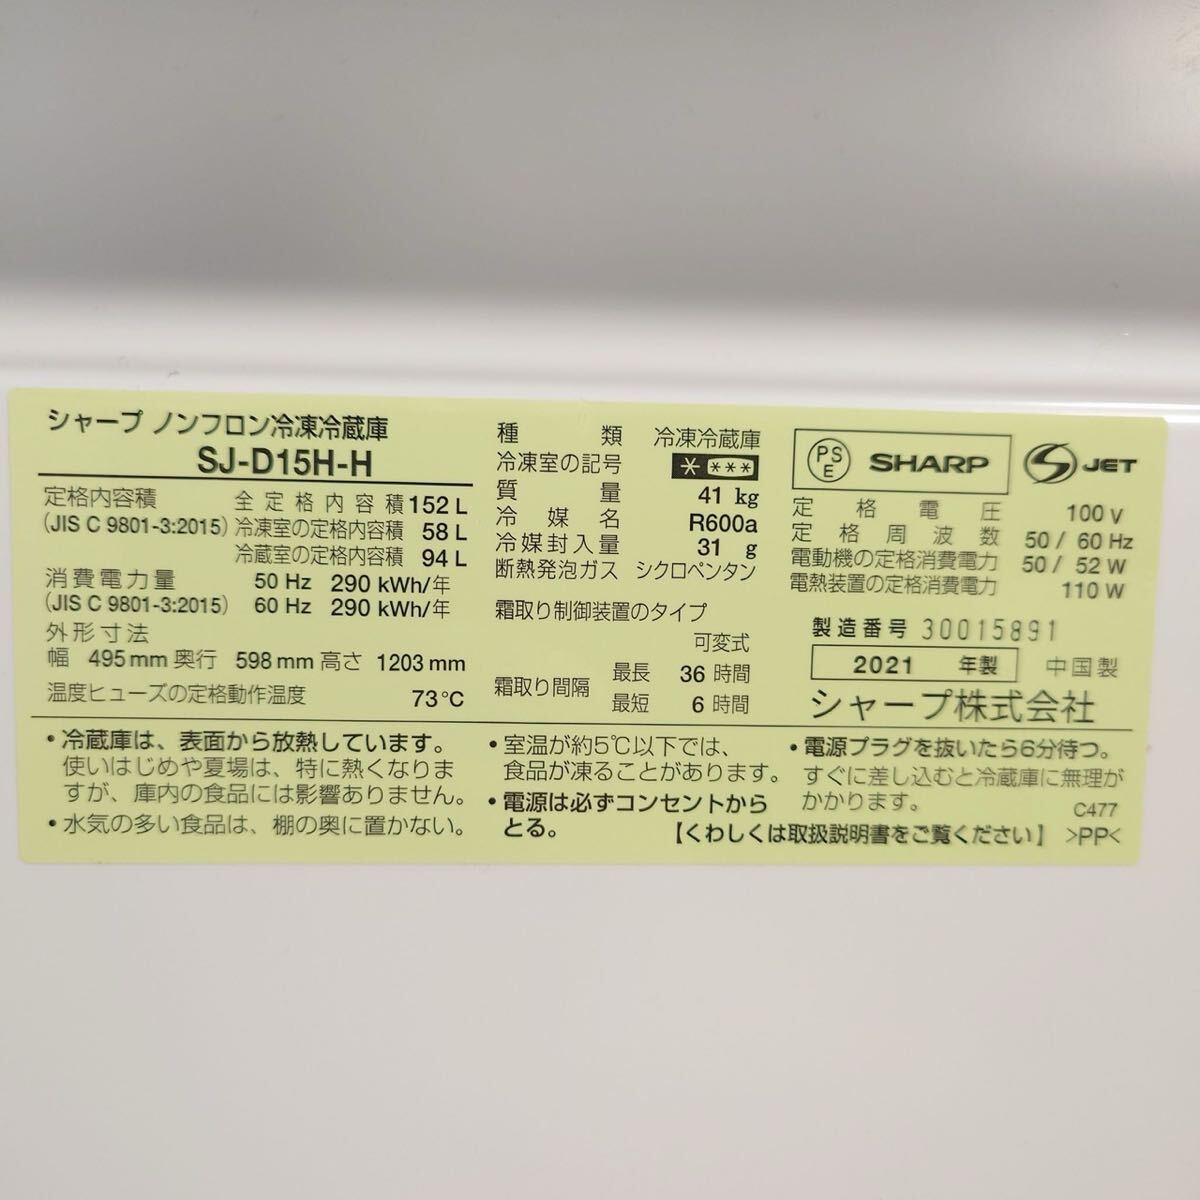 シャープ ノンフロン冷凍冷蔵庫
SJ-D15H-H
定格内容積 全定格内容積 152 L
(JIS C 9801-3:2015) 冷凍室の定格内容積 58 L
冷蔵室の定格内容積 94 L
消費電力量 50 Hz 290 kWh/年
(JIS C 9801-3:2015) 60 Hz 290 kWh/年
外形寸法
幅 495 mm 奥行 598 mm 高さ 1203 mm
温度ヒューズの定格動作温度 73℃
種類 冷凍冷蔵庫
冷凍室の記号 * ***
質量 41 kg
冷媒名 R600a
冷媒封入量 31 g
断熱発泡ガス シクロペンタン
霜取り制御装置のタイプ
可変式
霜取り間隔 最長 36 時間
最短 6 時間
PS E SHARP S JET
定格電圧 100 V
定格周波数 50 / 60 Hz
電動機の定格消費電力 50 / 52 W
電熱装置の定格消費電力 110 W
製造番号 30015891
2021 年製 中国製
シャープ株式会社
・冷蔵庫は、表面から放熱しています。
使いはじめや夏場は、特に熱くなりま
すが、庫内の食品には影響ありません。
・水気の多い食品は、棚の奥に置かない。
・室温が約5℃以下では、
食品が凍ることがあります。
・電源は必ずコンセントから
とる。
・電源プラグを抜いたら6分待つ。
すぐに差し込むと冷蔵庫に無理が
かかります。 C477
【くわしくは取扱説明書をご覧ください】 >PP<